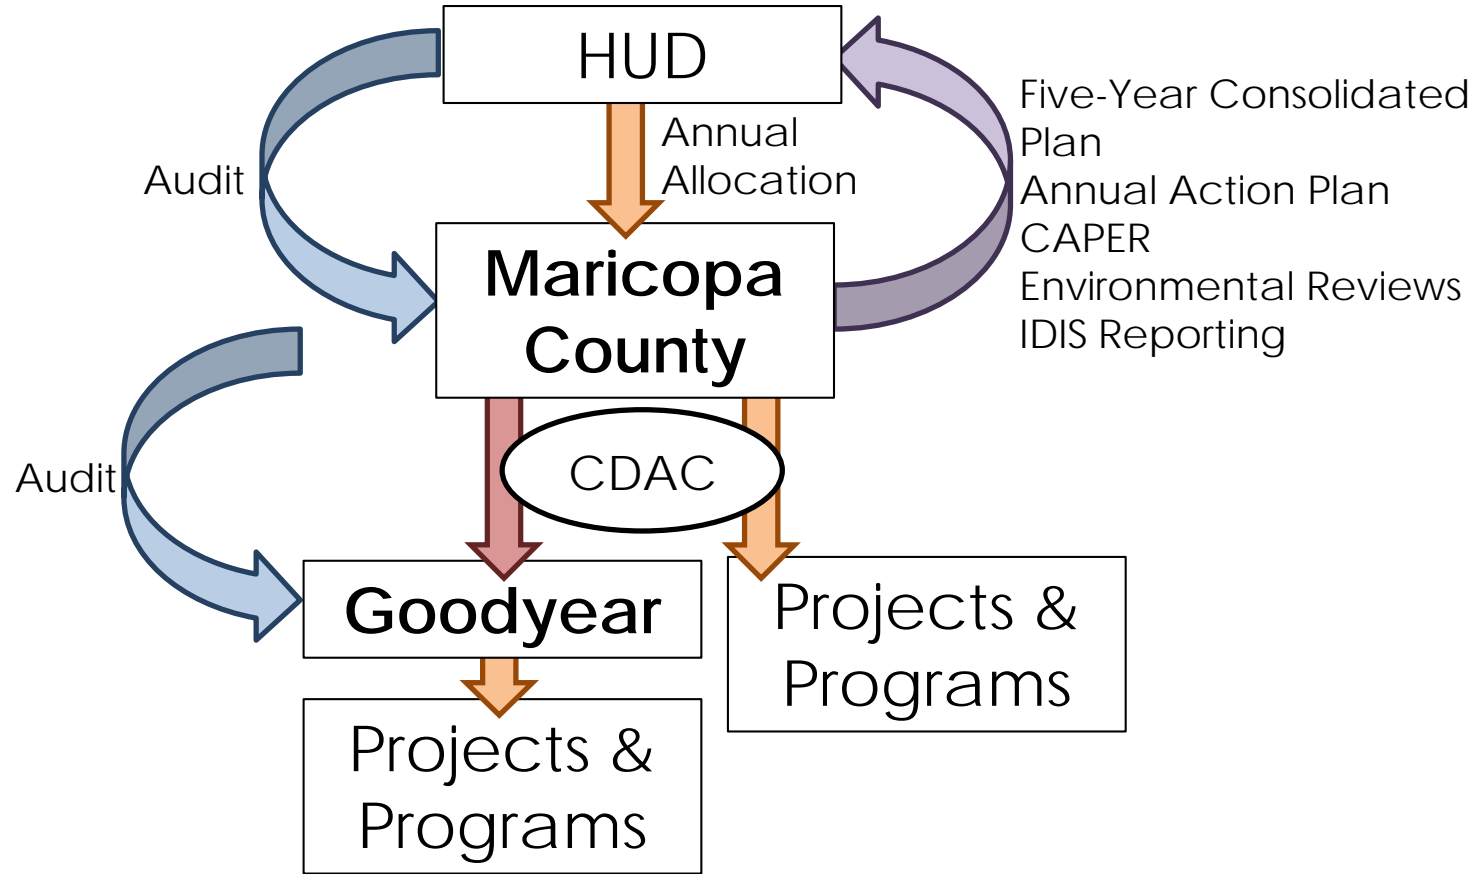 HUD
Annual
Allocation
Five-Year Consolidated
Plan
Annual Action Plan
CAPER
Environmental Reviews
IDIS Reporting
Audit
Maricopa
County
CDAC
Audit
Goodyear
Projects &
Programs
Projects &
Programs